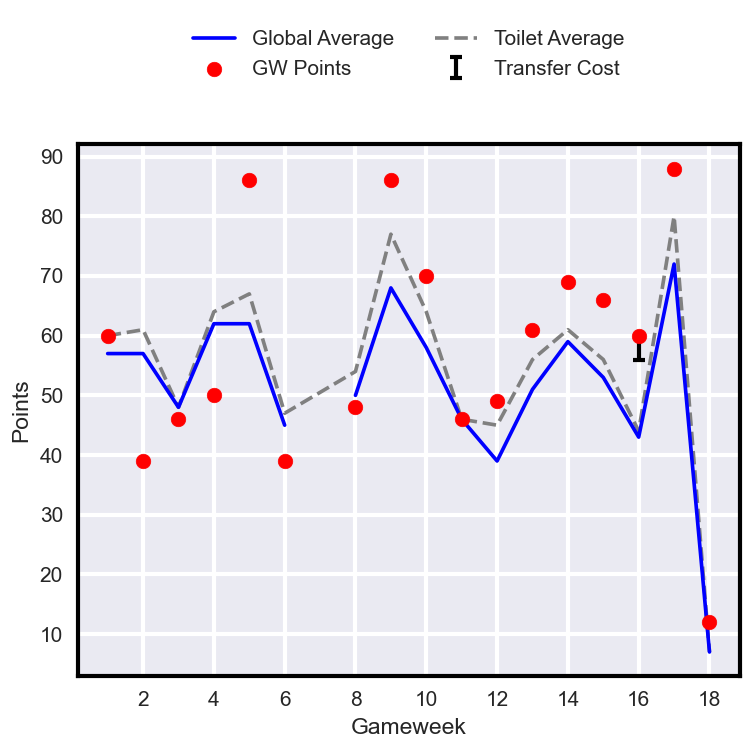 Global Average
Toilet Average
GW Points
Transfer Cost
90
80
70
60
50
40
30
20
10
Points
2 4 6 8 10 12 14 16 18
Gameweek